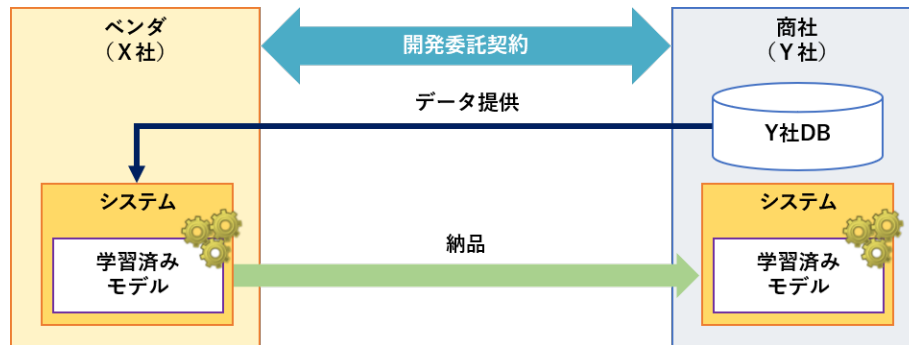 ベンダ
（X社）
開発委託契約
商社
（Y社）
データ提供
Y社DB
システム
学習済み
モデル
納品
システム
学習済み
モデル